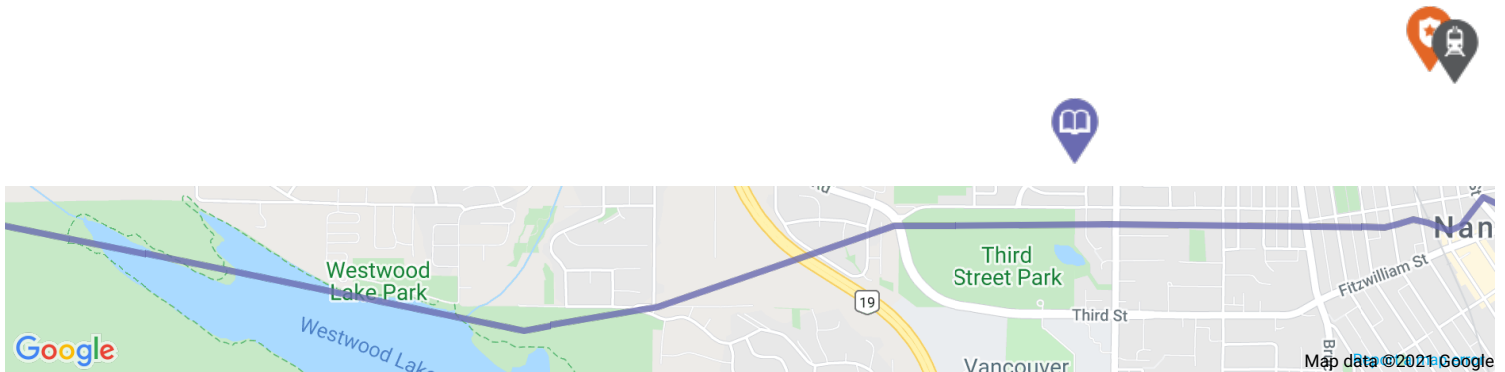 Westwood
Lake Park
Westwood Lake
19
Third
Street Park
Third St
Fitzwilliam St
Nan
Vancouver
Google
Map data ©2021 Google